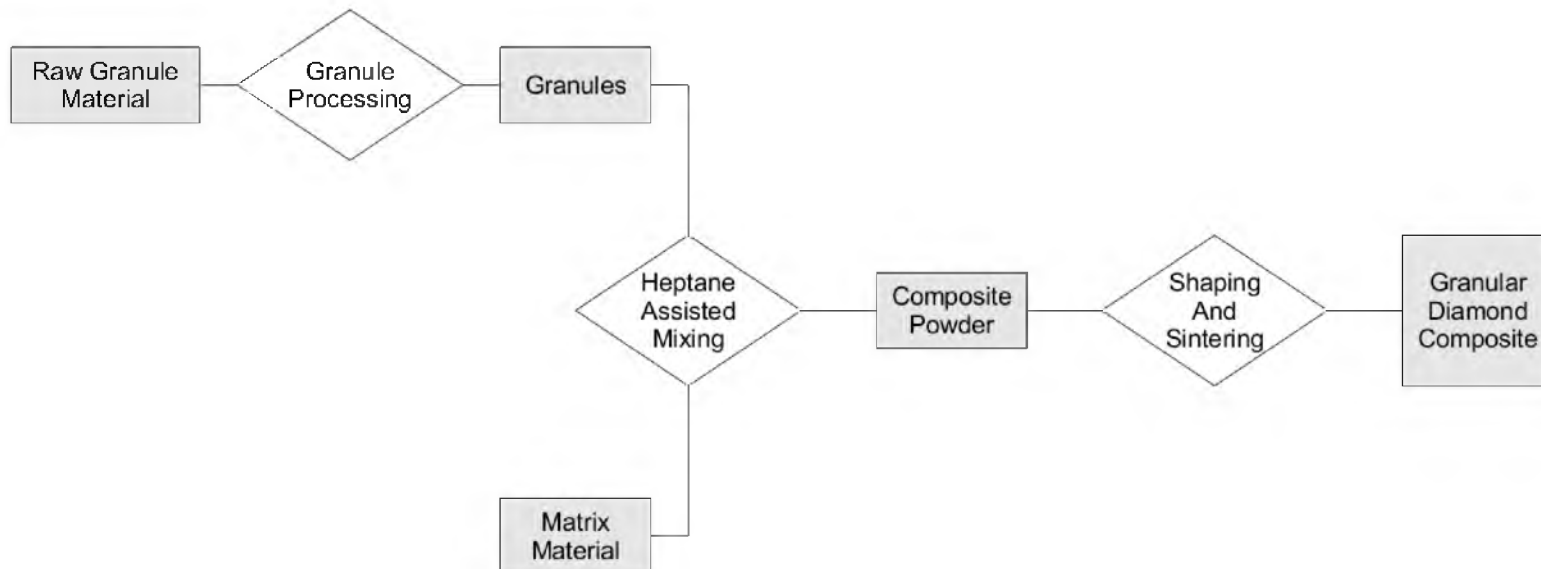 Raw Granule
Material
Granule
Processing
Granules
Heptane
Assisted
Mixing
Composite
Powder
Shaping
And
Sintering
Granular
Diamond
Composite
Matrix
Material